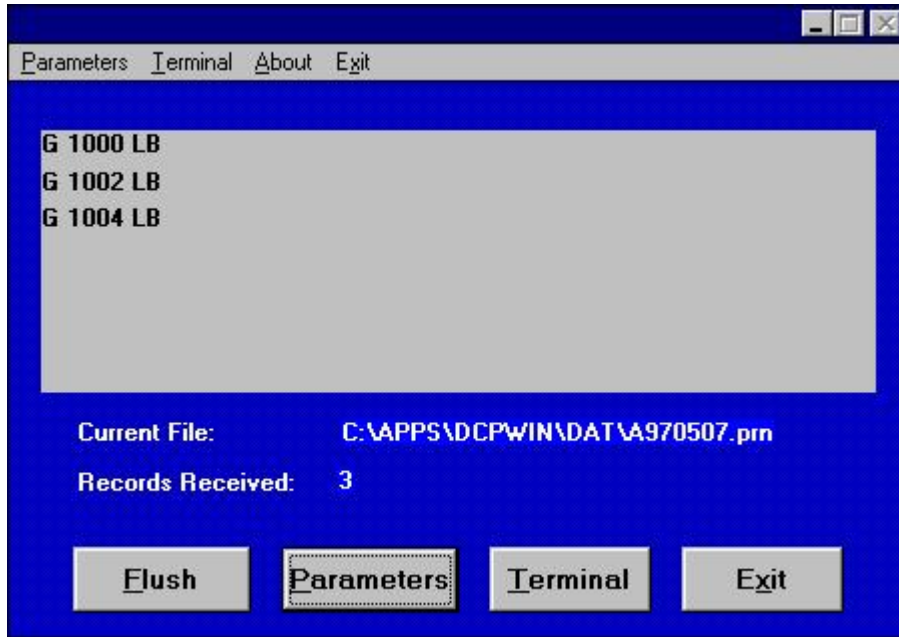 Parameters Terminal About Exit
G 1000 LB
G 1002 LB
G 1004 LB
Current File: C:\APPS\DCPWIN\DAT\A970507.prn
Records Received: 3
Flush Parameters Terminal Exit